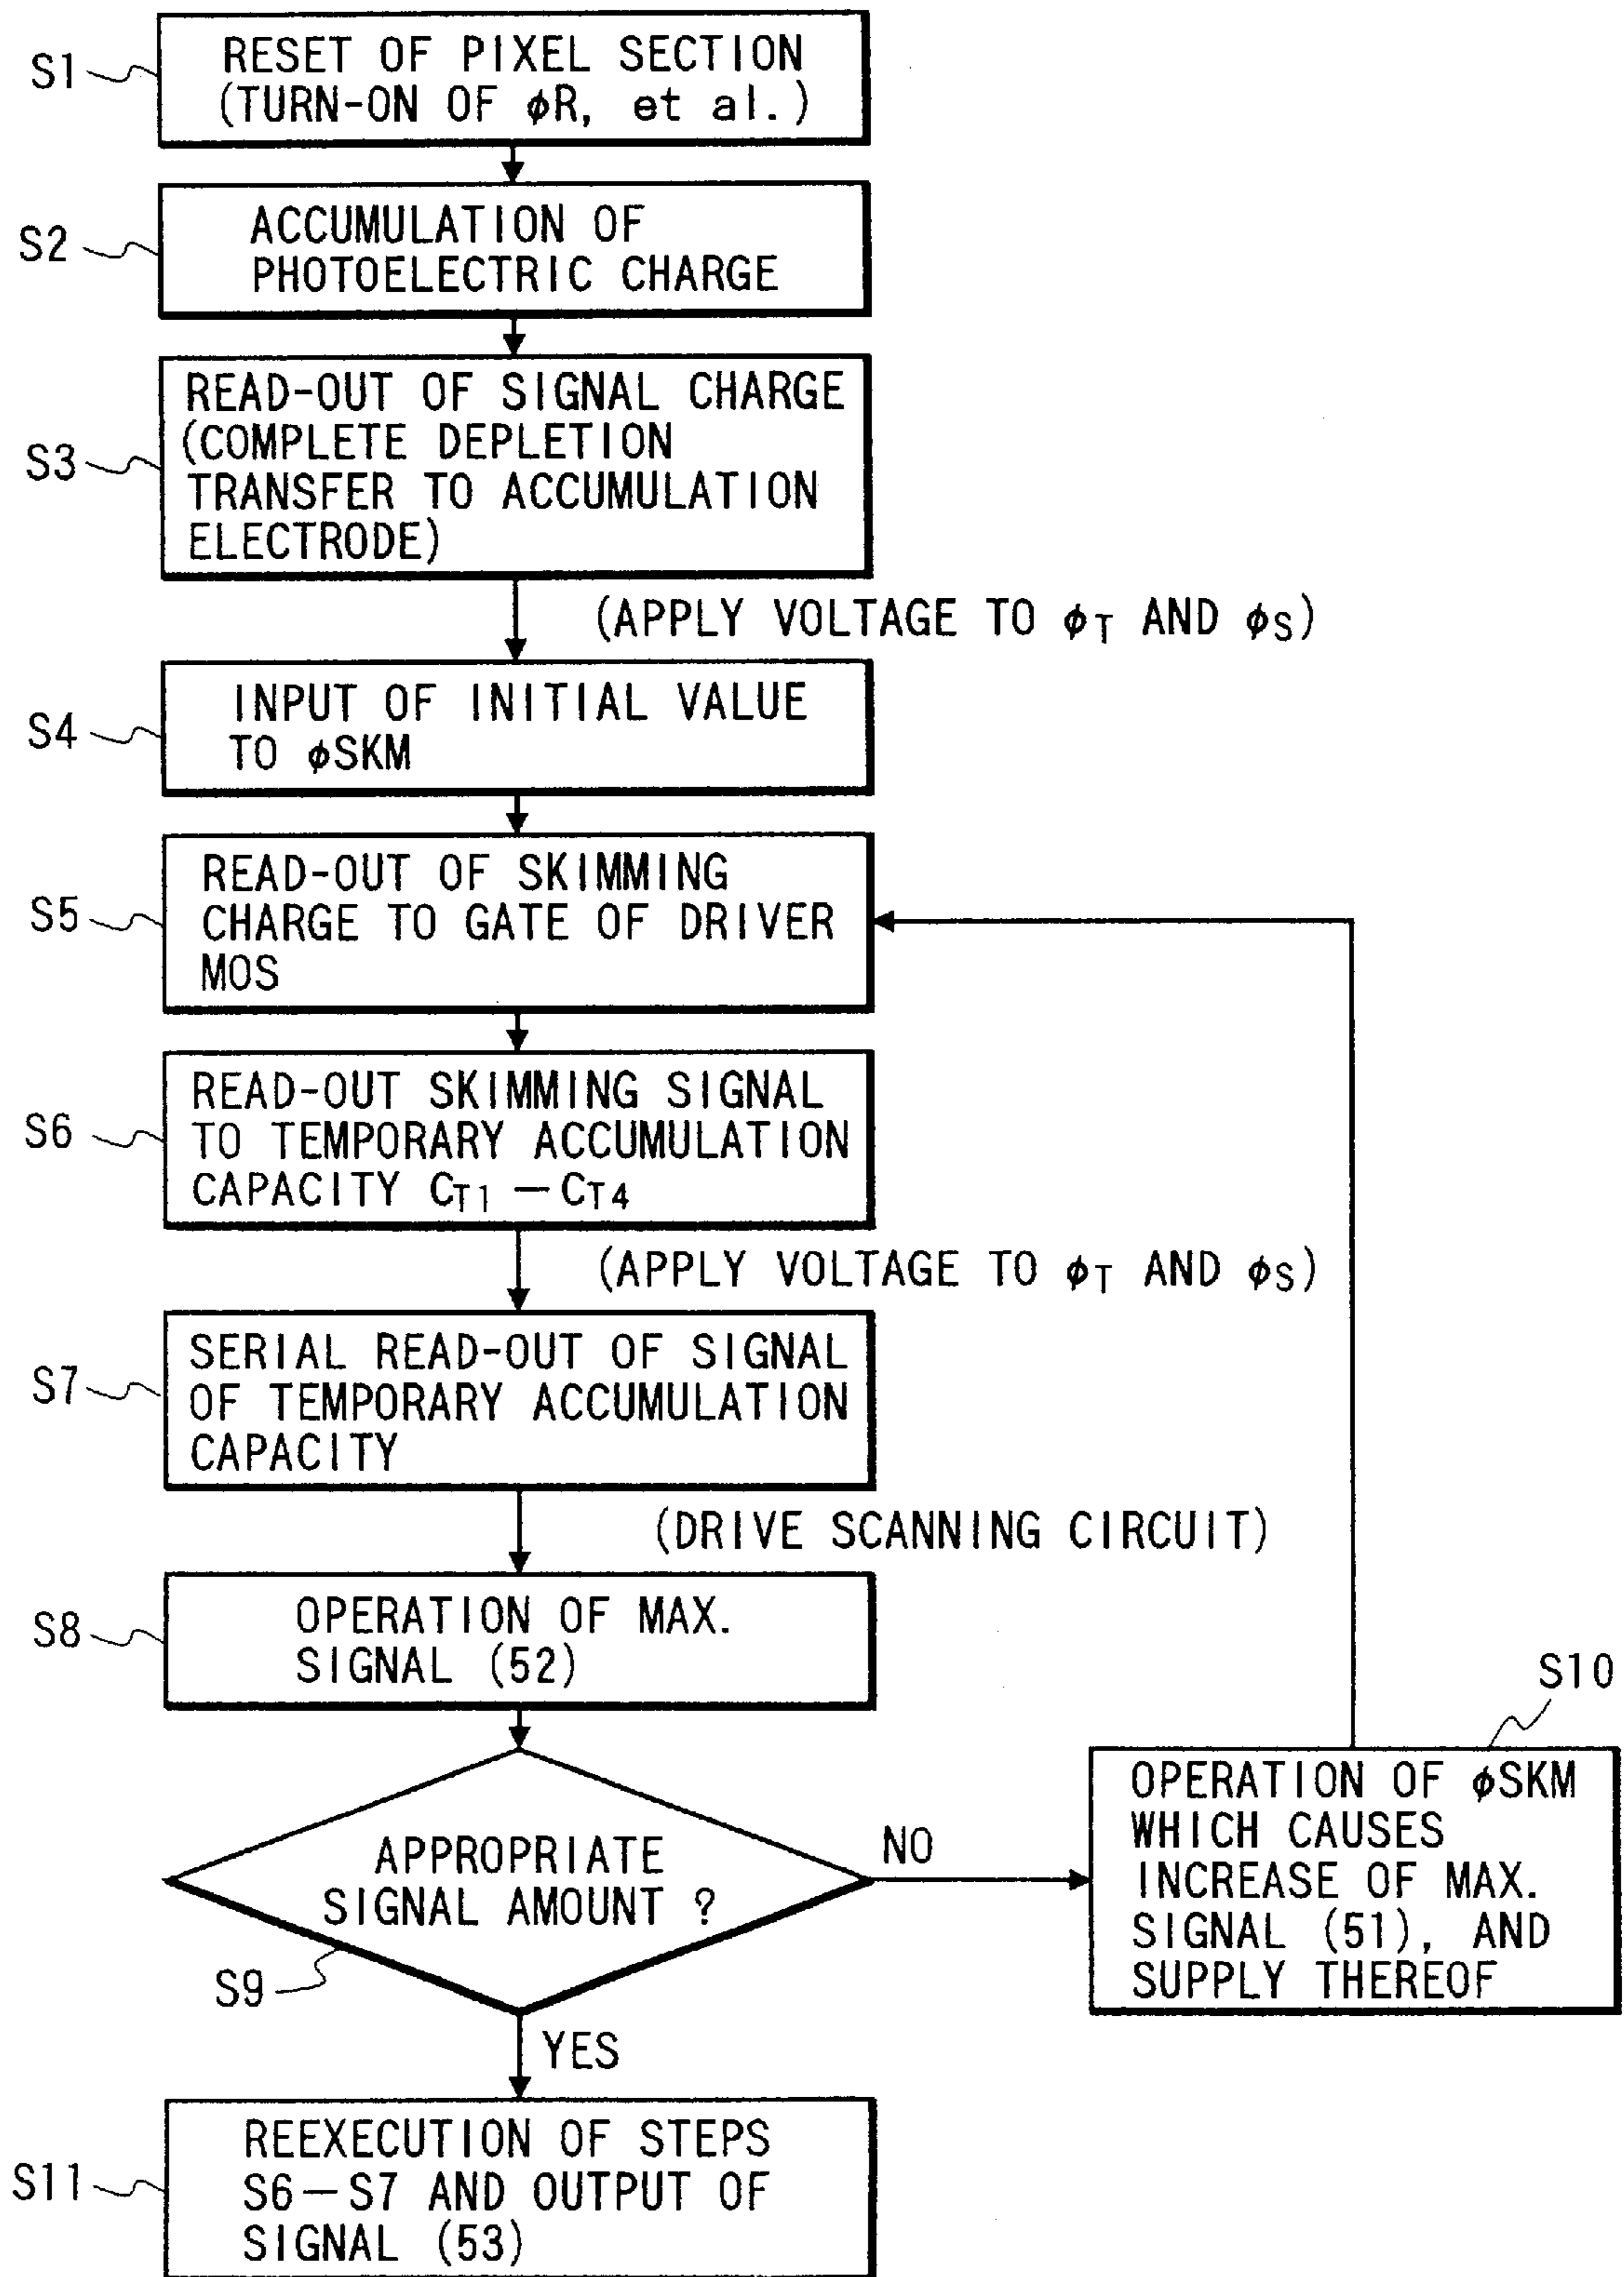 S1
RESET OF PIXEL SECTION
(TURN-ON OF φR, et al.)
S2
ACCUMULATION OF
PHOTOELECTRIC CHARGE
S3
READ-OUT OF SIGNAL CHARGE
(COMPLETE DEPLETION
TRANSFER TO ACCUMULATION
ELECTRODE)
(APPLY VOLTAGE TO φT AND φS)
S4
INPUT OF INITIAL VALUE
TO φSKM
S5
READ-OUT OF SKIMMING
CHARGE TO GATE OF DRIVER
MOS
S6
READ-OUT SKIMMING SIGNAL
TO TEMPORARY ACCUMULATION
CAPACITY CT1 – CT4
(APPLY VOLTAGE TO φT AND φS)
S7
SERIAL READ-OUT OF SIGNAL
OF TEMPORARY ACCUMULATION
CAPACITY
(DRIVE SCANNING CIRCUIT)
S8
OPERATION OF MAX.
SIGNAL (52)
S9
APPROPRIATE
SIGNAL AMOUNT ?
NO
S10
OPERATION OF φSKM
WHICH CAUSES
INCREASE OF MAX.
SIGNAL (51), AND
SUPPLY THEREOF
YES
S11
REEXECUTION OF STEPS
S6–S7 AND OUTPUT OF
SIGNAL (53)